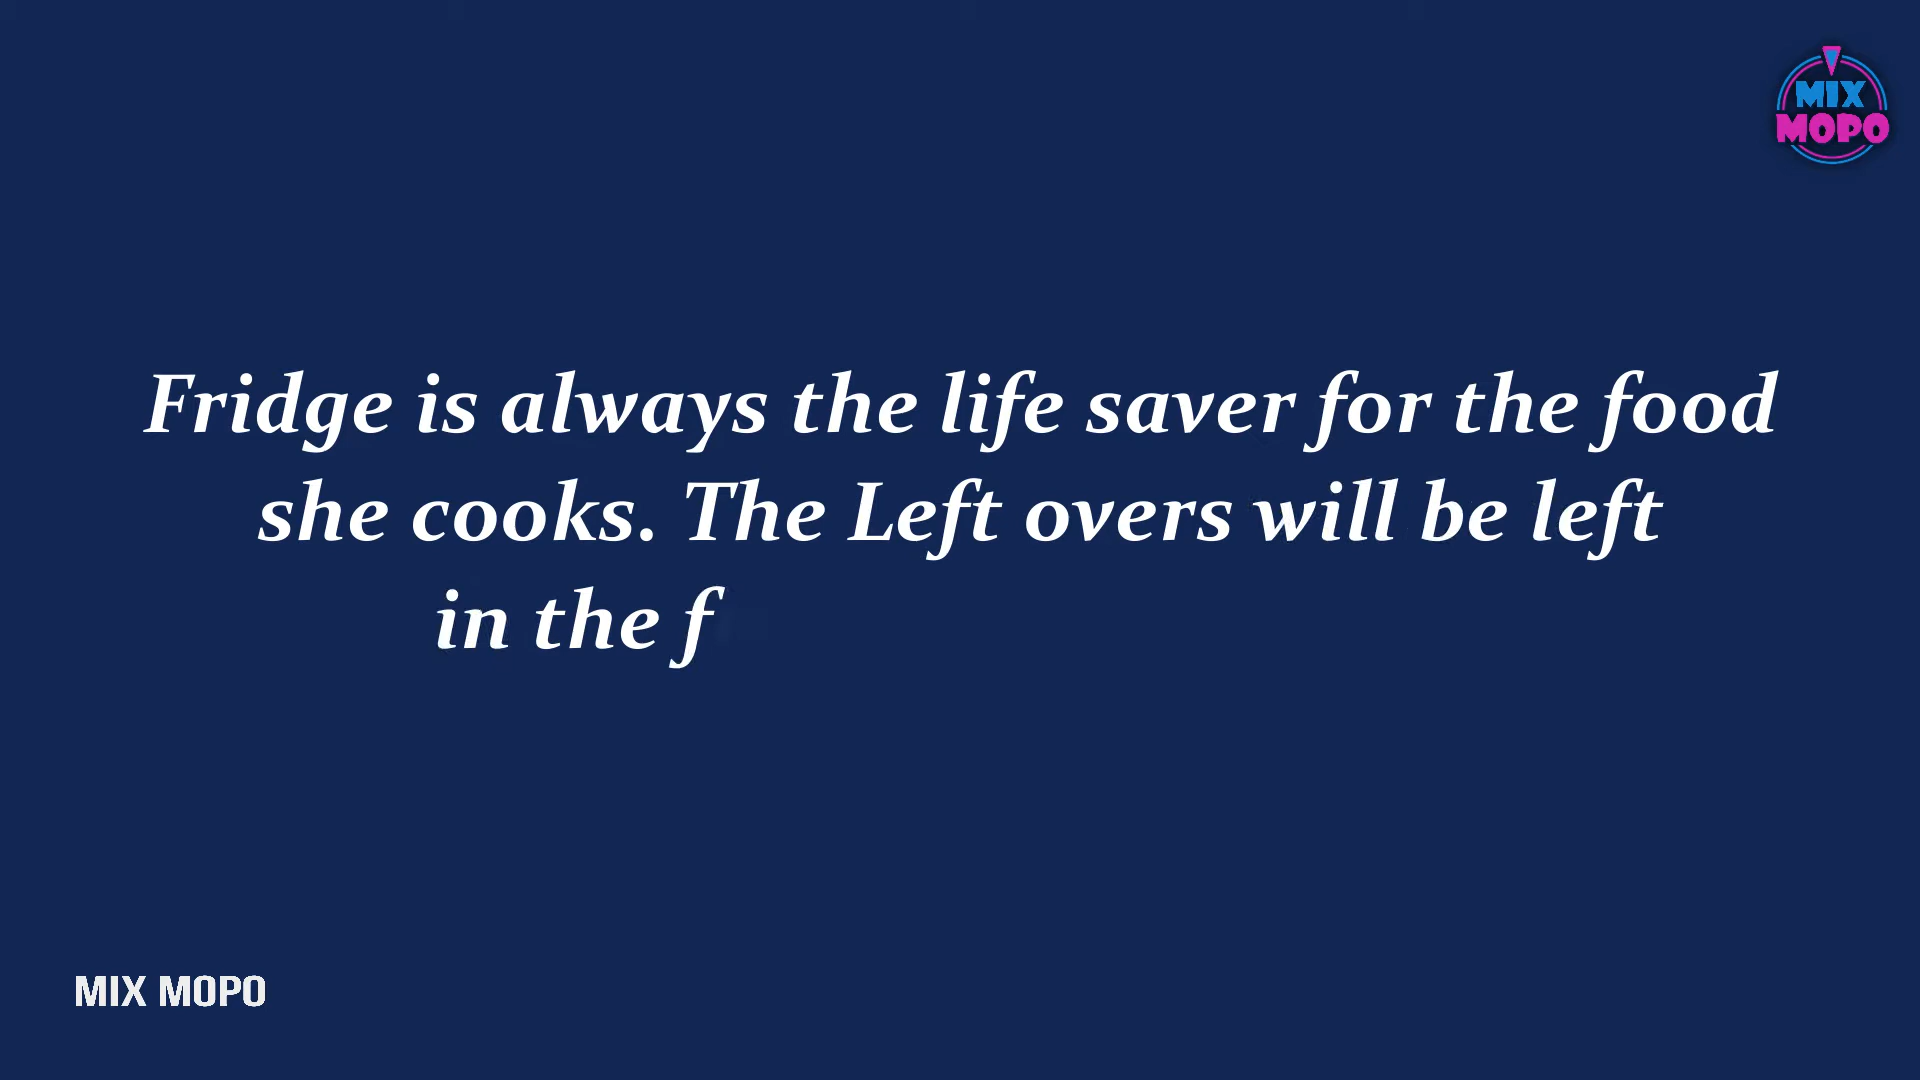 MIX
MOPO
Fridge is always the life saver for the food
she cooks. The Left overs will be left
in the f
MIX MOPO